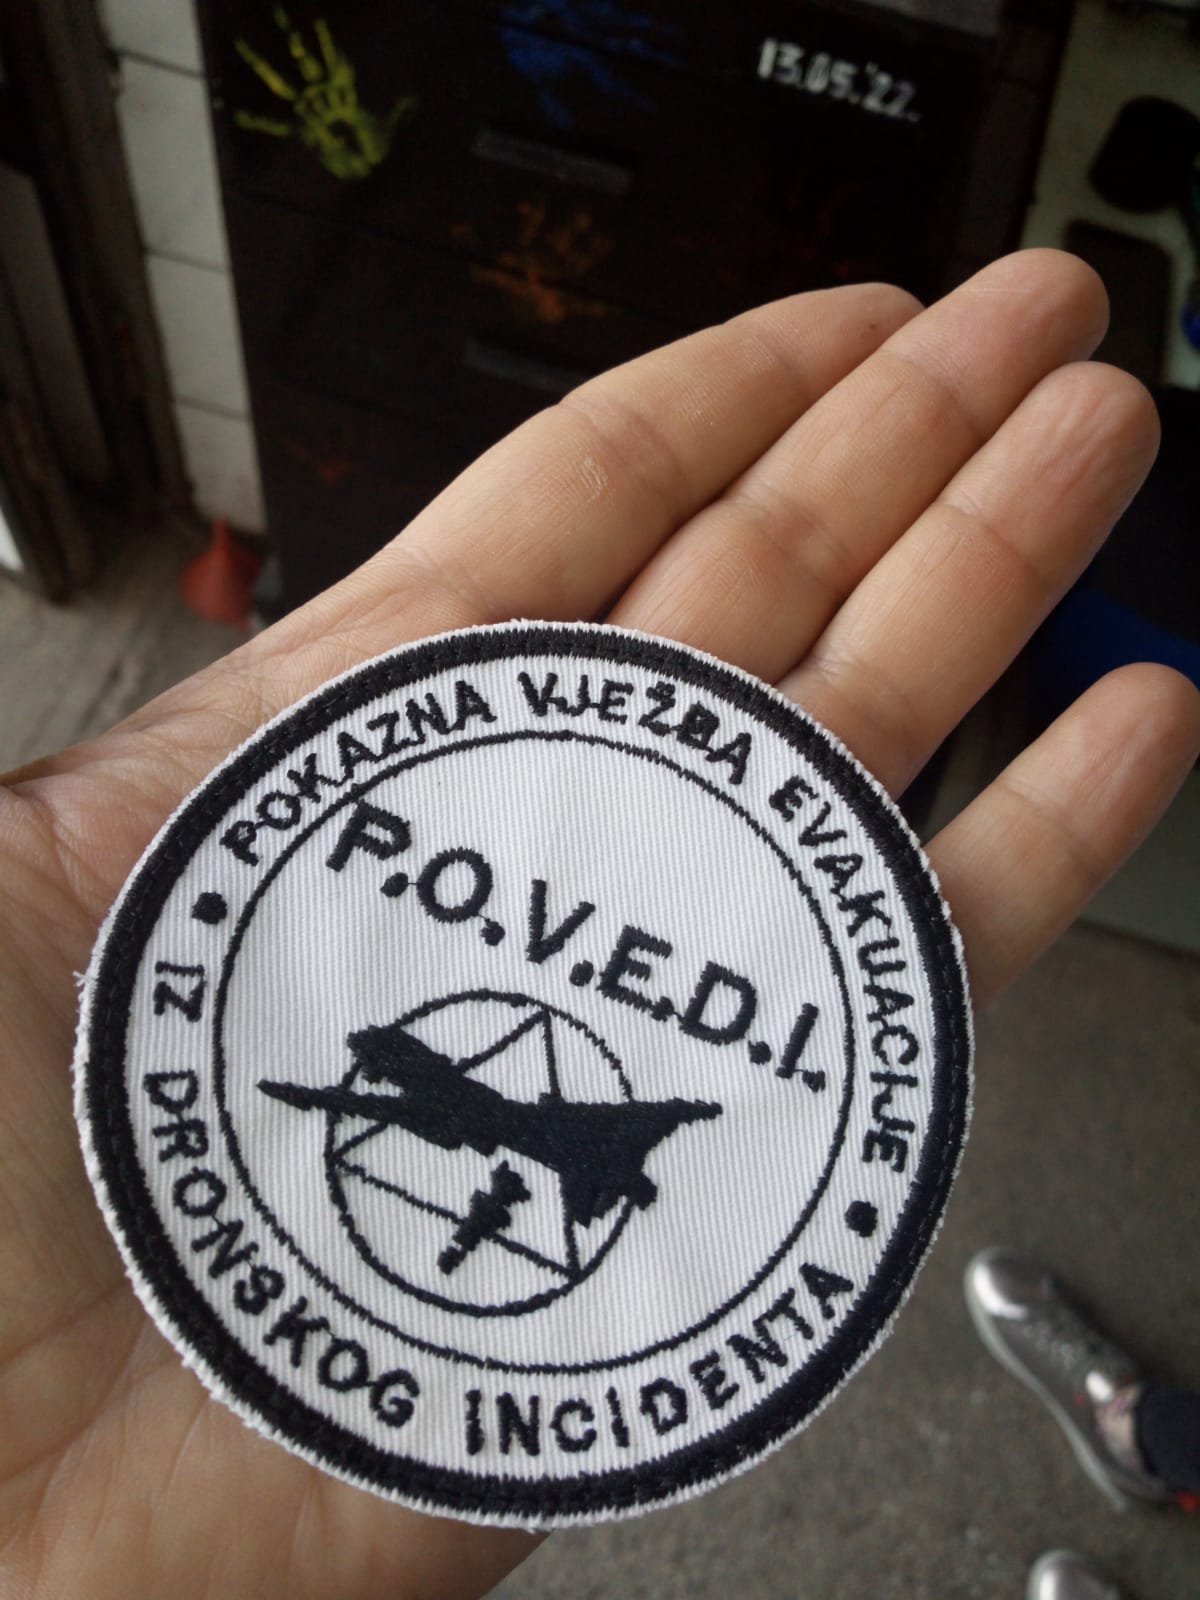 13.05.'22.
POKAZNA VJEŽBA EVAKUACIJE
P.O.V.E.D.I.
IZ DRONSKOG INCIDENTA